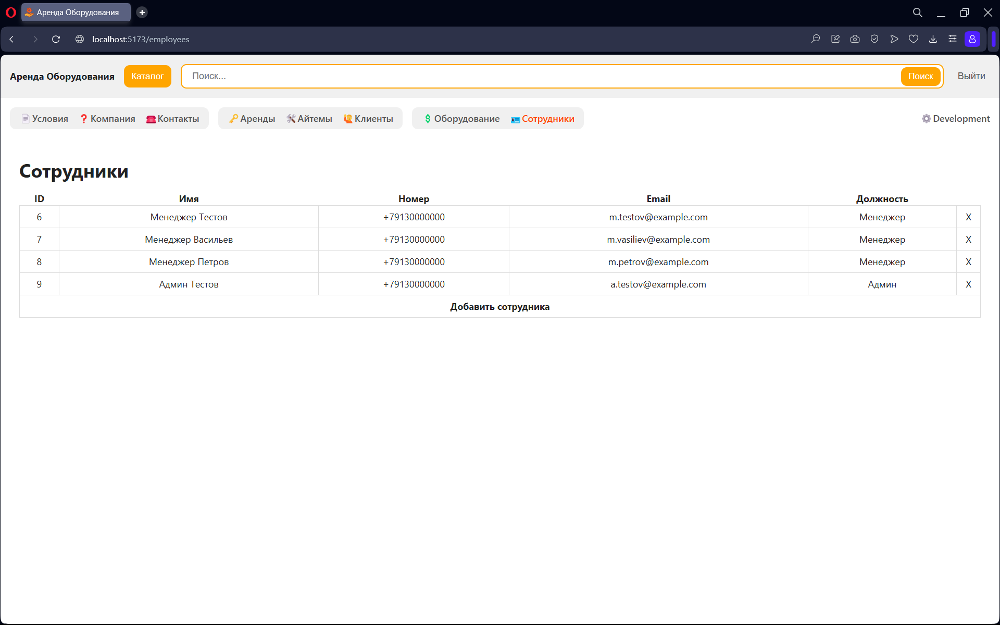 Аренда Оборудования
localhost:5173/employees
Аренда Оборудования Каталог Поиск... Поиск Выйти
Условия Компания Контакты Аренды Айтемы Клиенты Оборудование Сотрудники Development
Сотрудники
ID Имя Номер Email Должность
6 Менеджер Тестов +79130000000 m.testov@example.com Менеджер X
7 Менеджер Васильев +79130000000 m.vasiliev@example.com Менеджер X
8 Менеджер Петров +79130000000 m.petrov@example.com Менеджер X
9 Админ Тестов +79130000000 a.testov@example.com Админ X
Добавить сотрудника